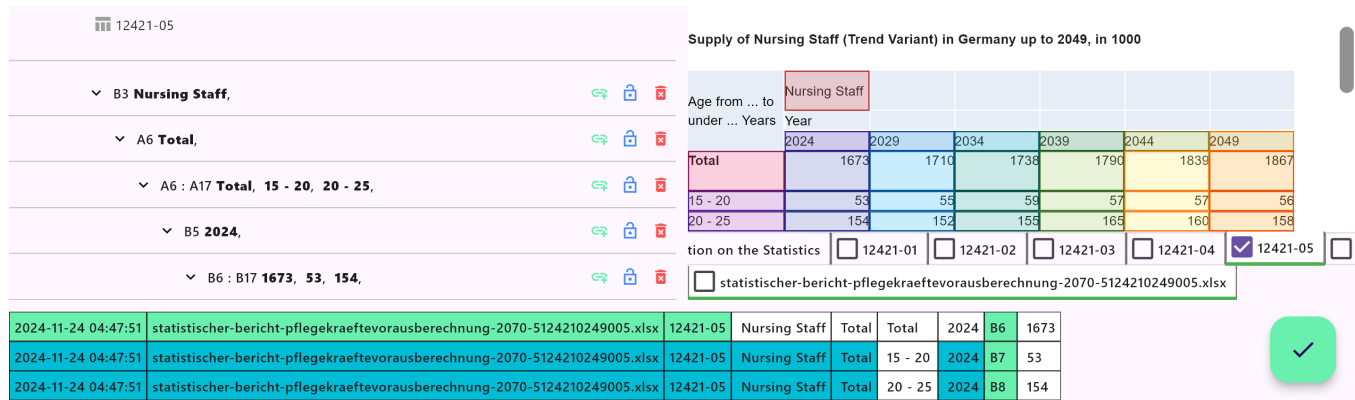 12421-05
B3 Nursing Staff,
A6 Total,
A6 : A17 Total, 15 - 20, 20 - 25,
B5 2024,
B6 : B17 1673, 53, 154,
Supply of Nursing Staff (Trend Variant) in Germany up to 2049, in 1000
Age from ... to
under ... Years
Nursing Staff
Year
2024 2029 2034 2039 2044 2049
Total 1673 1710 1738 1790 1839 1867
15 - 20 53 55 59 57 57 56
20 - 25 154 152 155 165 160 158
tion on the Statistics 12421-01 12421-02 12421-03 12421-04 12421-05
statistischer-bericht-pflegekraeftevorausberechnung-2070-5124210249005.xlsx
2024-11-24 04:47:51 statistischer-bericht-pflegekraeftevorausberechnung-2070-5124210249005.xlsx 12421-05 Nursing Staff Total Total 2024 B6 1673
2024-11-24 04:47:51 statistischer-bericht-pflegekraeftevorausberechnung-2070-5124210249005.xlsx 12421-05 Nursing Staff Total 15 - 20 2024 B7 53
2024-11-24 04:47:51 statistischer-bericht-pflegekraeftevorausberechnung-2070-5124210249005.xlsx 12421-05 Nursing Staff Total 20 - 25 2024 B8 154